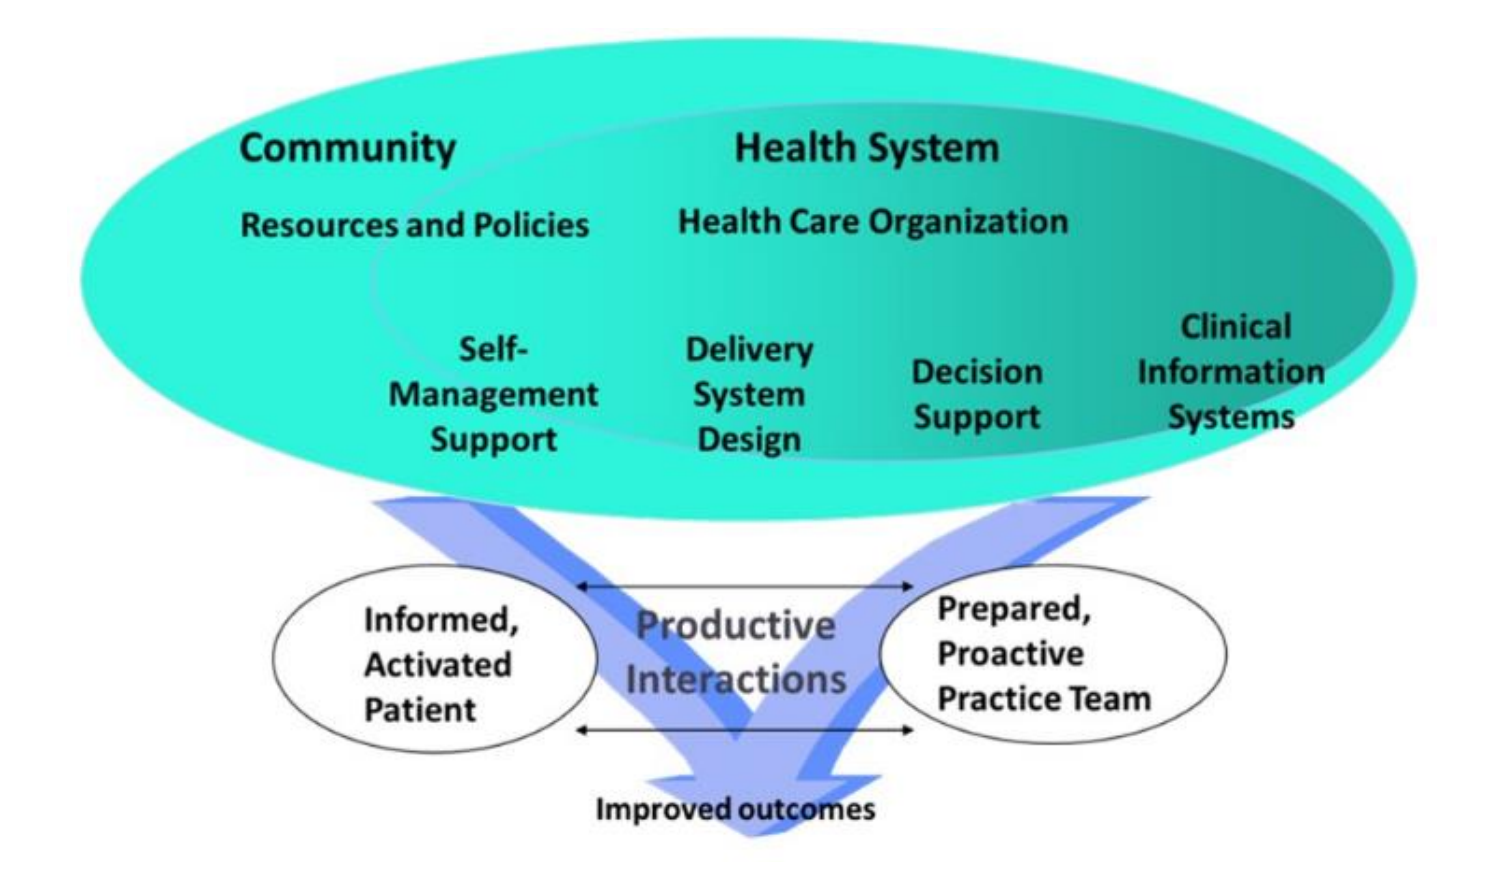 Community
Health System
Resources and Policies
Health Care Organization
Self-
Management
Support
Delivery
System
Design
Decision
Support
Clinical
Information
Systems
Informed,
Activated
Patient
Productive
Interactions
Prepared,
Proactive
Practice Team
Improved outcomes